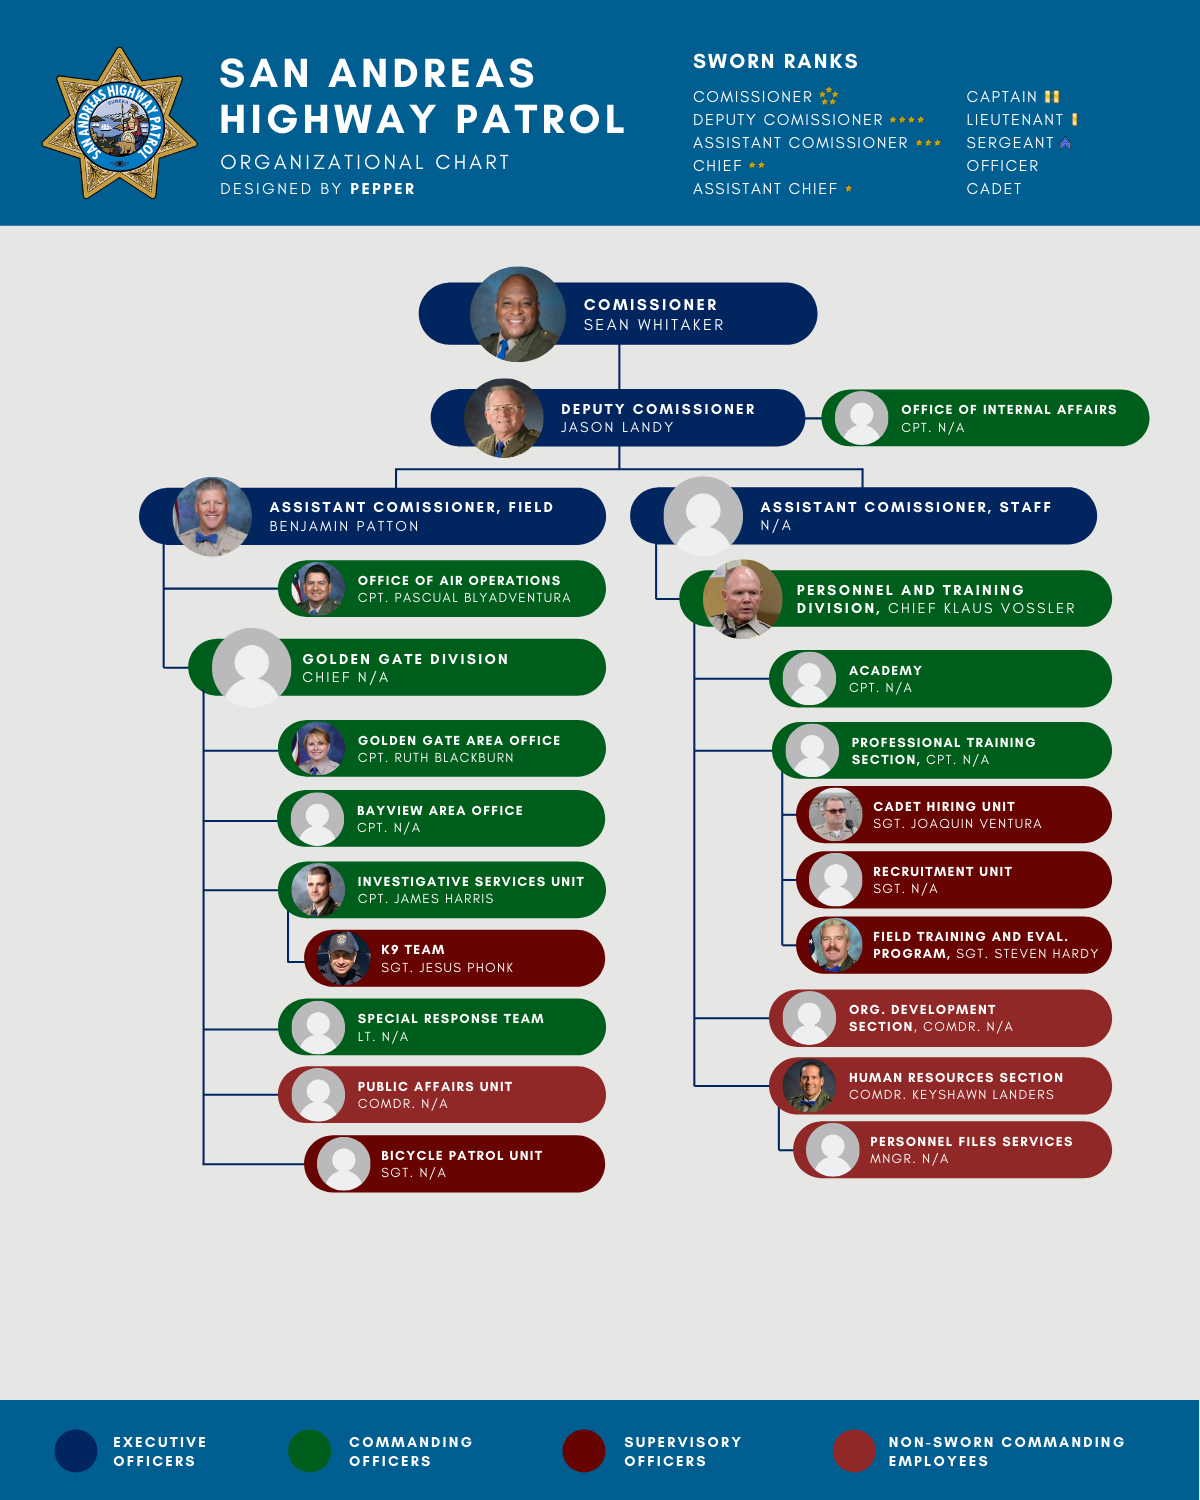 SAN ANDREAS HIGHWAY PATROL
EUREKA
SAN ANDREAS
HIGHWAY PATROL
ORGANIZATIONAL CHART
DESIGNED BY PEPPER
SWORN RANKS
COMISSIONER
DEPUTY COMISSIONER
ASSISTANT COMISSIONER
CHIEF
ASSISTANT CHIEF
CAPTAIN
LIEUTENANT
SERGEANT
OFFICER
CADET
COMISSIONER
SEAN WHITAKER
DEPUTY COMISSIONER
JASON LANDY
OFFICE OF INTERNAL AFFAIRS
CPT. N/A
ASSISTANT COMISSIONER, FIELD
BENJAMIN PATTON
OFFICE OF AIR OPERATIONS
CPT. PASCUAL BLYADVENTURA
GOLDEN GATE DIVISION
CHIEF N/A
GOLDEN GATE AREA OFFICE
CPT. RUTH BLACKBURN
BAYVIEW AREA OFFICE
CPT. N/A
INVESTIGATIVE SERVICES UNIT
CPT. JAMES HARRIS
K9 TEAM
SGT. JESUS PHONK
SPECIAL RESPONSE TEAM
LT. N/A
PUBLIC AFFAIRS UNIT
COMDR. N/A
BICYCLE PATROL UNIT
SGT. N/A
ASSISTANT COMISSIONER, STAFF
N/A
PERSONNEL AND TRAINING
DIVISION, CHIEF KLAUS VOSSLER
ACADEMY
CPT. N/A
PROFESSIONAL TRAINING
SECTION, CPT. N/A
CADET HIRING UNIT
SGT. JOAQUIN VENTURA
RECRUITMENT UNIT
SGT. N/A
FIELD TRAINING AND EVAL.
PROGRAM, SGT. STEVEN HARDY
ORG. DEVELOPMENT
SECTION, COMDR. N/A
HUMAN RESOURCES SECTION
COMDR. KEYSHAWN LANDERS
PERSONNEL FILES SERVICES
MNGR. N/A
EXECUTIVE
OFFICERS
COMMANDING
OFFICERS
SUPERVISORY
OFFICERS
NON-SWORN COMMANDING
EMPLOYEES